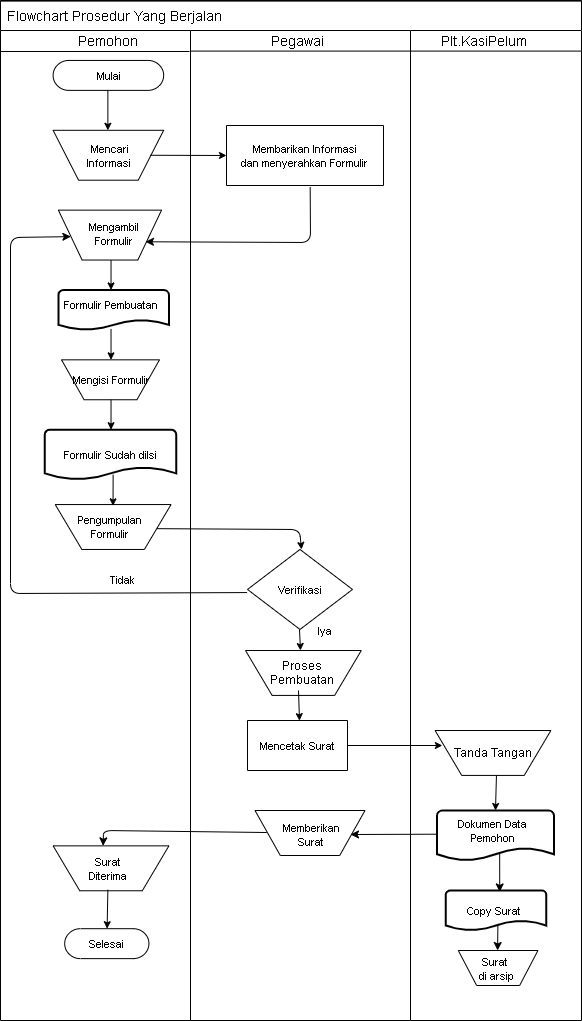 Flowchart Prosedur Yang Berjalan
Pemohon
Pegawai
Plt.KasiPelum
Mulai
Mencari
Informasi
Membarikan Informasi
dan menyerahkan Formulir
Mengambil
Formulir
Formulir Pembuatan
Mengisi Formulir
Formulir Sudah diIsi
Pengumpulan
Formulir
Verifikasi
Tidak
Iya
Proses
Pembuatan
Mencetak Surat
Tanda Tangan
Dokumen Data
Pemohon
Memberikan
Surat
Surat
Diterima
Copy Surat
Selesai
Surat
di arsip